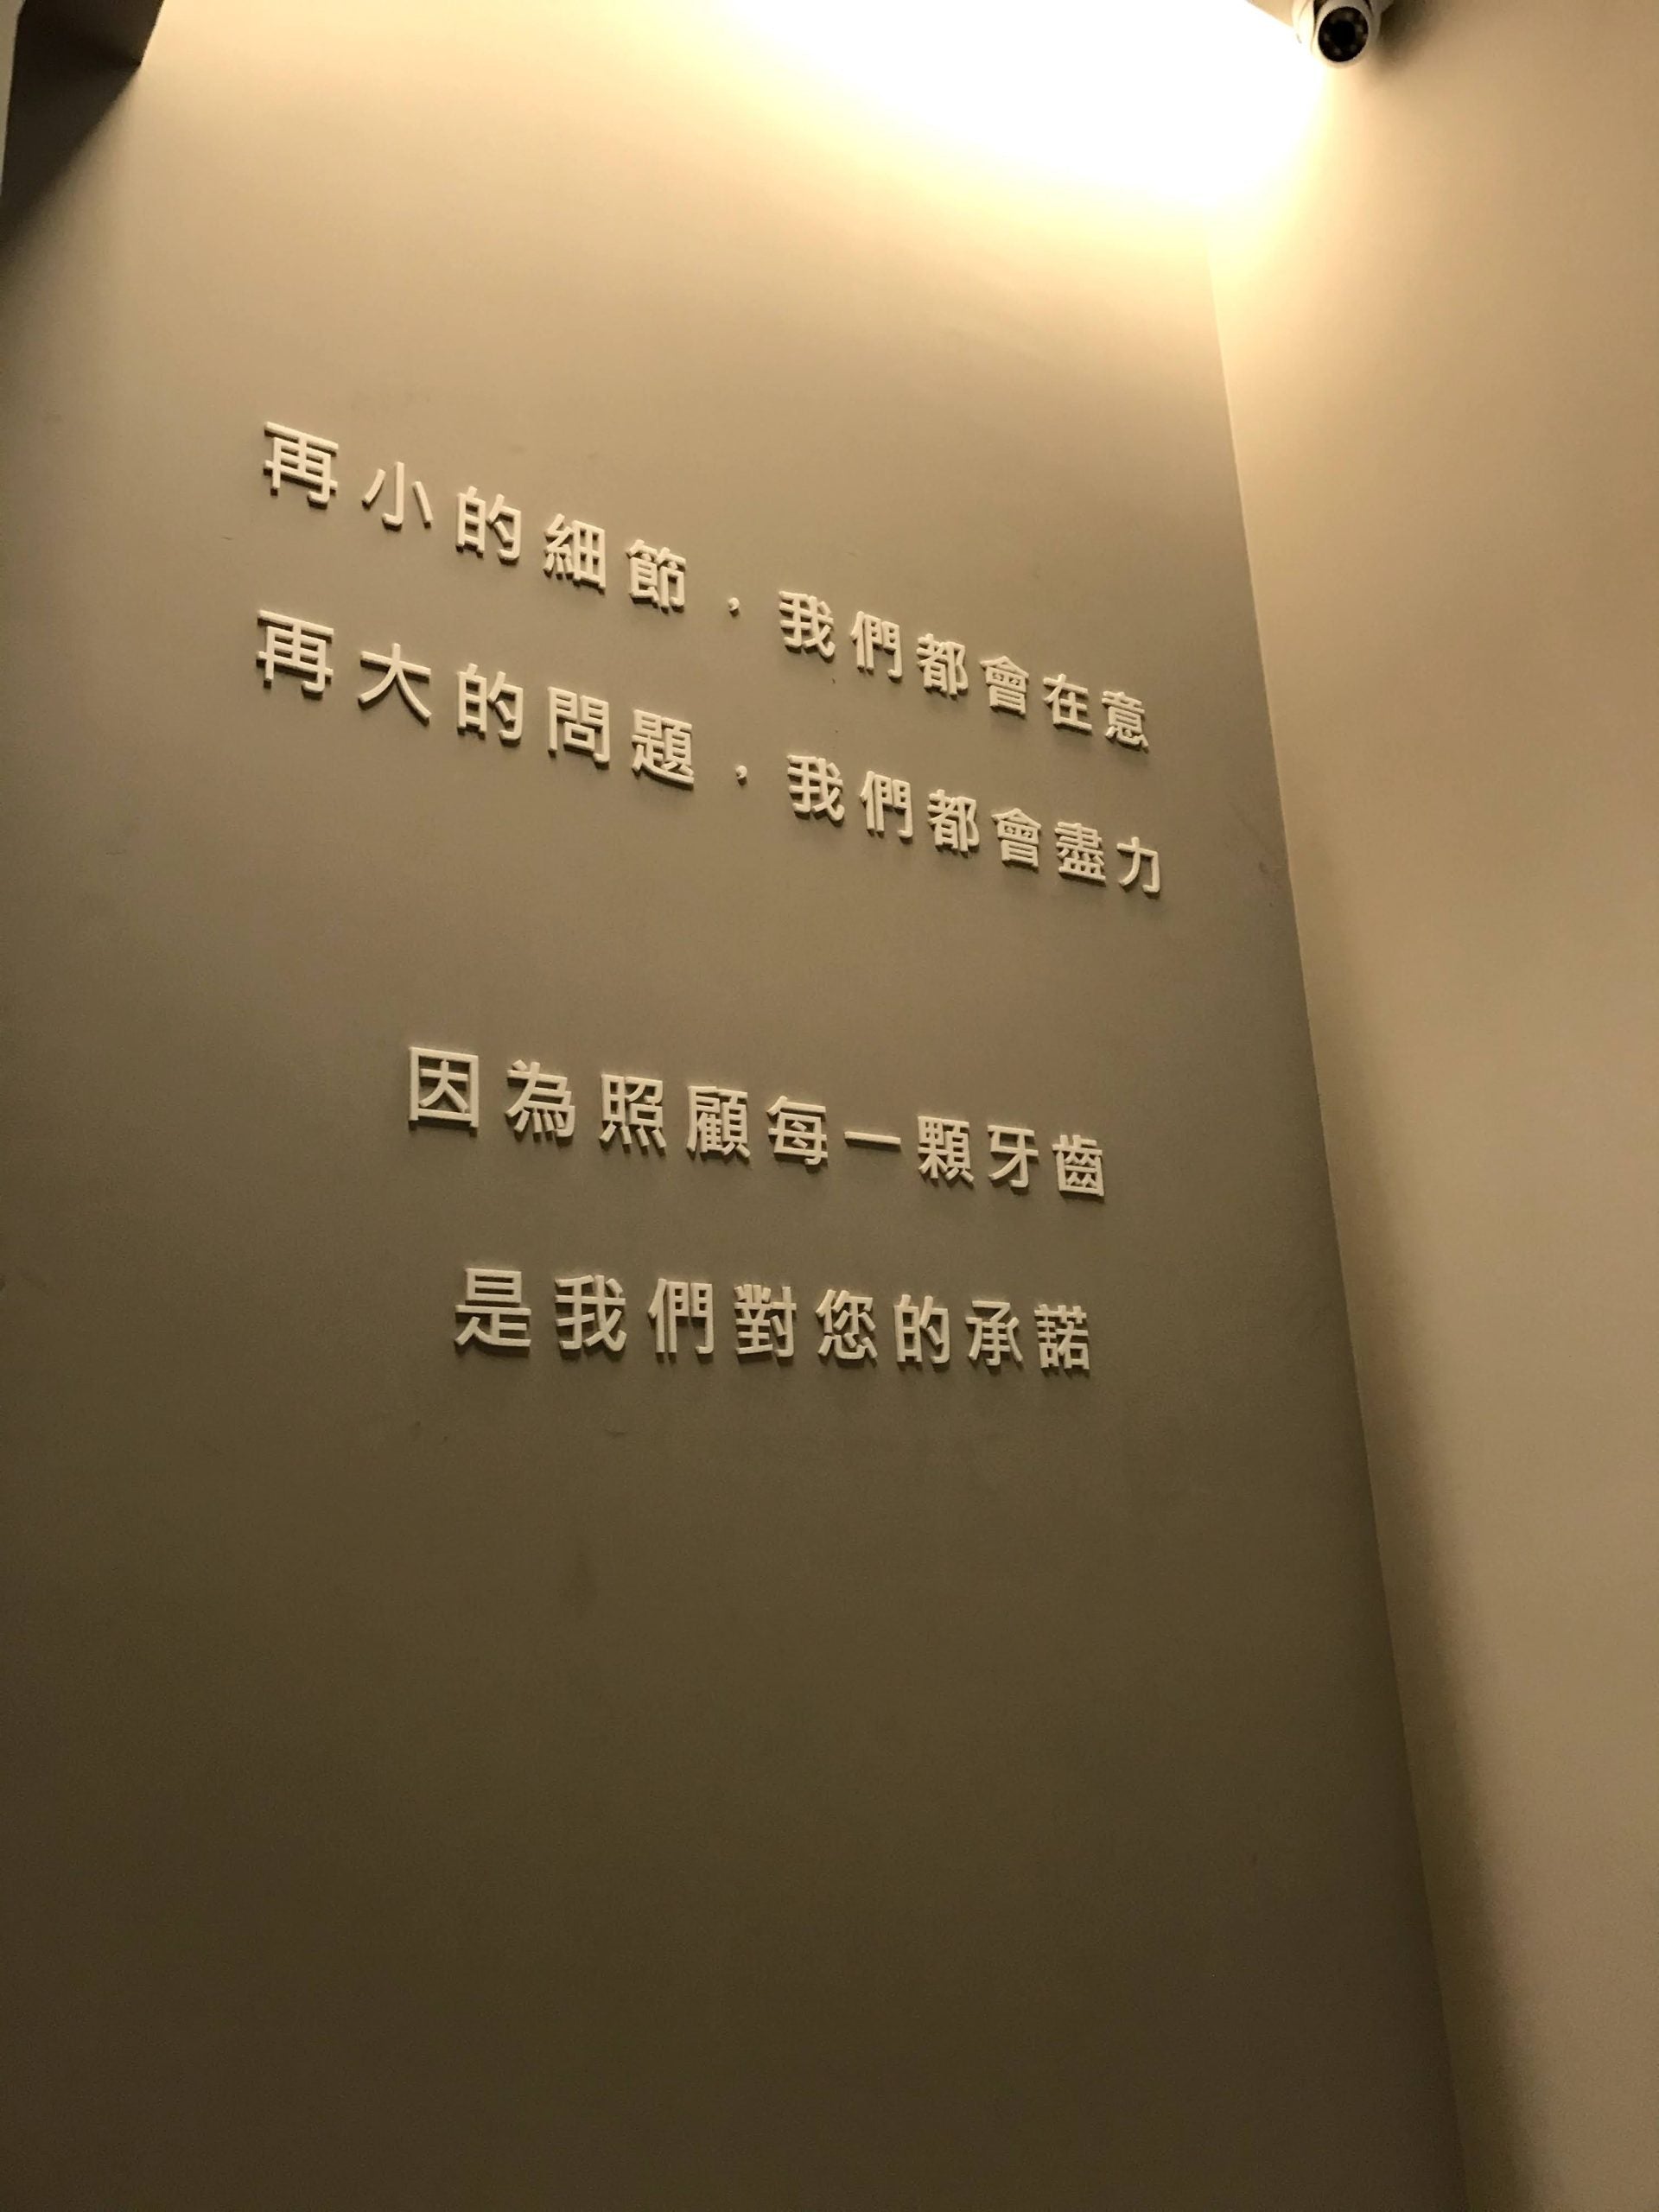 再小的細節，我們都會在意
再大的問題，我們都會盡力
因為照顧每一顆牙齒
是我們對您的承諾